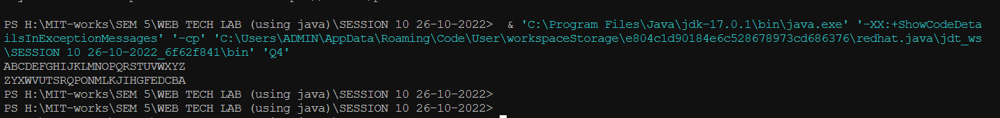 PS H:\MIT-works\SEM 5\WEB TECH LAB (using java)\SESSION 10 26-10-2022>  & 'C:\Program Files\Java\jdk-17.0.1\bin\java.exe' '-XX:+ShowCodeDeta
ilsInExceptionMessages' '-cp' 'C:\Users\ADMIN\AppData\Roaming\Code\User\workspaceStorage\e804c1d90184e6c528678973cd686376\redhat.java\jdt_ws
\SESSION 10 26-10-2022_6f62f841\bin' 'Q4'
ABCDEFGHIJKLMNOPQRSTUVWXYZ
ZYXWVUTSRQPONMLKJIHGFEDCBA
PS H:\MIT-works\SEM 5\WEB TECH LAB (using java)\SESSION 10 26-10-2022>
PS H:\MIT-works\SEM 5\WEB TECH LAB (using java)\SESSION 10 26-10-2022>